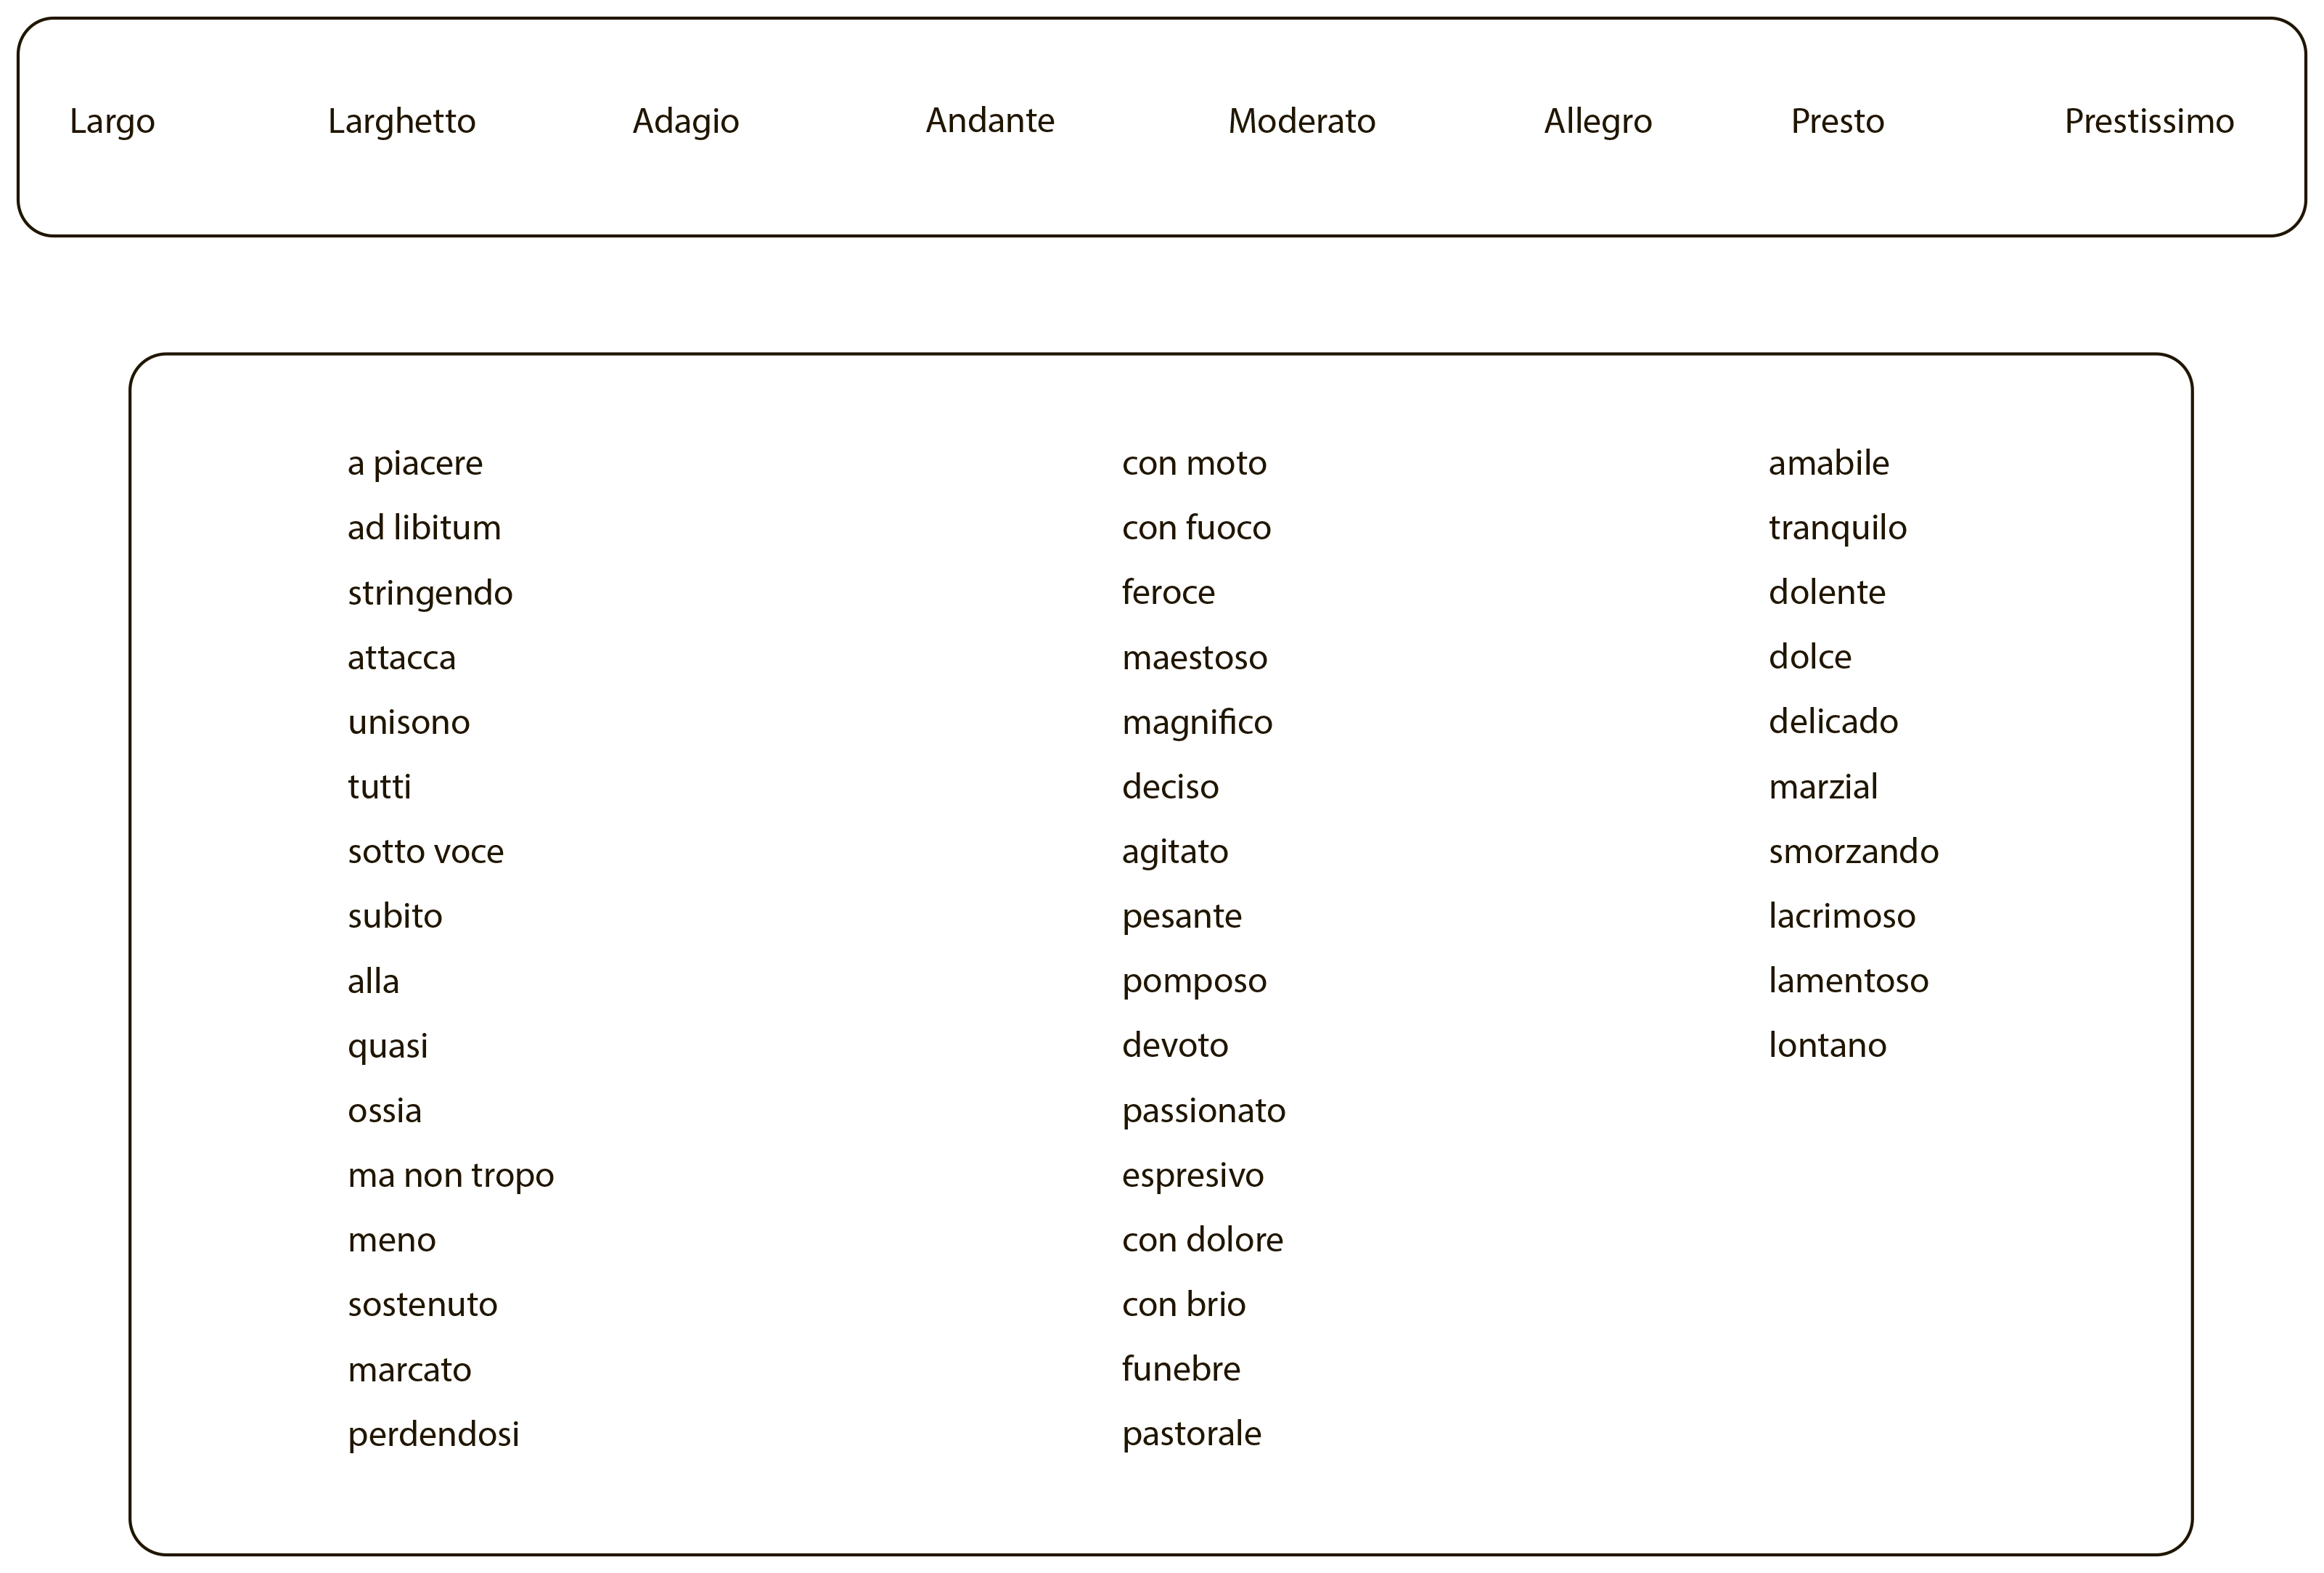 Largo Larghetto Adagio Andante Moderato Allegro Presto Prestissimo
a piacere
ad libitum
stringendo
attacca
unisono
tutti
sotto voce
subito
alla
quasi
ossia
ma non tropo
meno
sostenuto
marcato
perdendosi
con moto
con fuoco
feroce
maestoso
magnifico
deciso
agitato
pesante
pomposo
devoto
passionato
espresivo
con dolore
con brio
funebre
pastorale
amabile
tranquilo
dolente
dolce
delicado
marzial
smorzando
lacrimoso
lamentoso
lontano